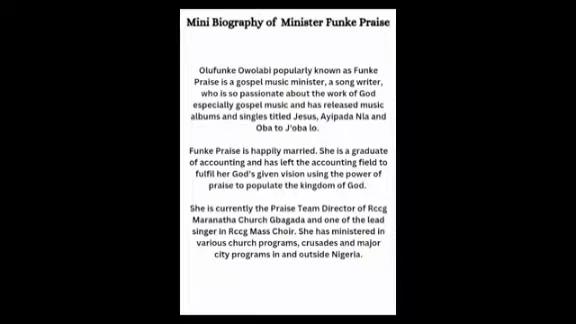 Mini Biography of Minister Funke Praise
Olufunke Owolabi popularly known as Funke
Praise is a gospel music minister, a song writer,
who is so passionate about the work of God
especially gospel music and has released music
albums and singles titled Jesus, Ayipada Nla and
Oba to J'oba lo.
Funke Praise is happily married. She is a graduate
of accounting and has left the accounting field to
fulfil her God's given vision using the power of
praise to populate the kingdom of God.
She is currently the Praise Team Director of Rccg
Maranatha Church Gbagada and one of the lead
singer in Rccg Mass Choir. She has ministered in
various church programs, crusades and major
city programs in and outside Nigeria.